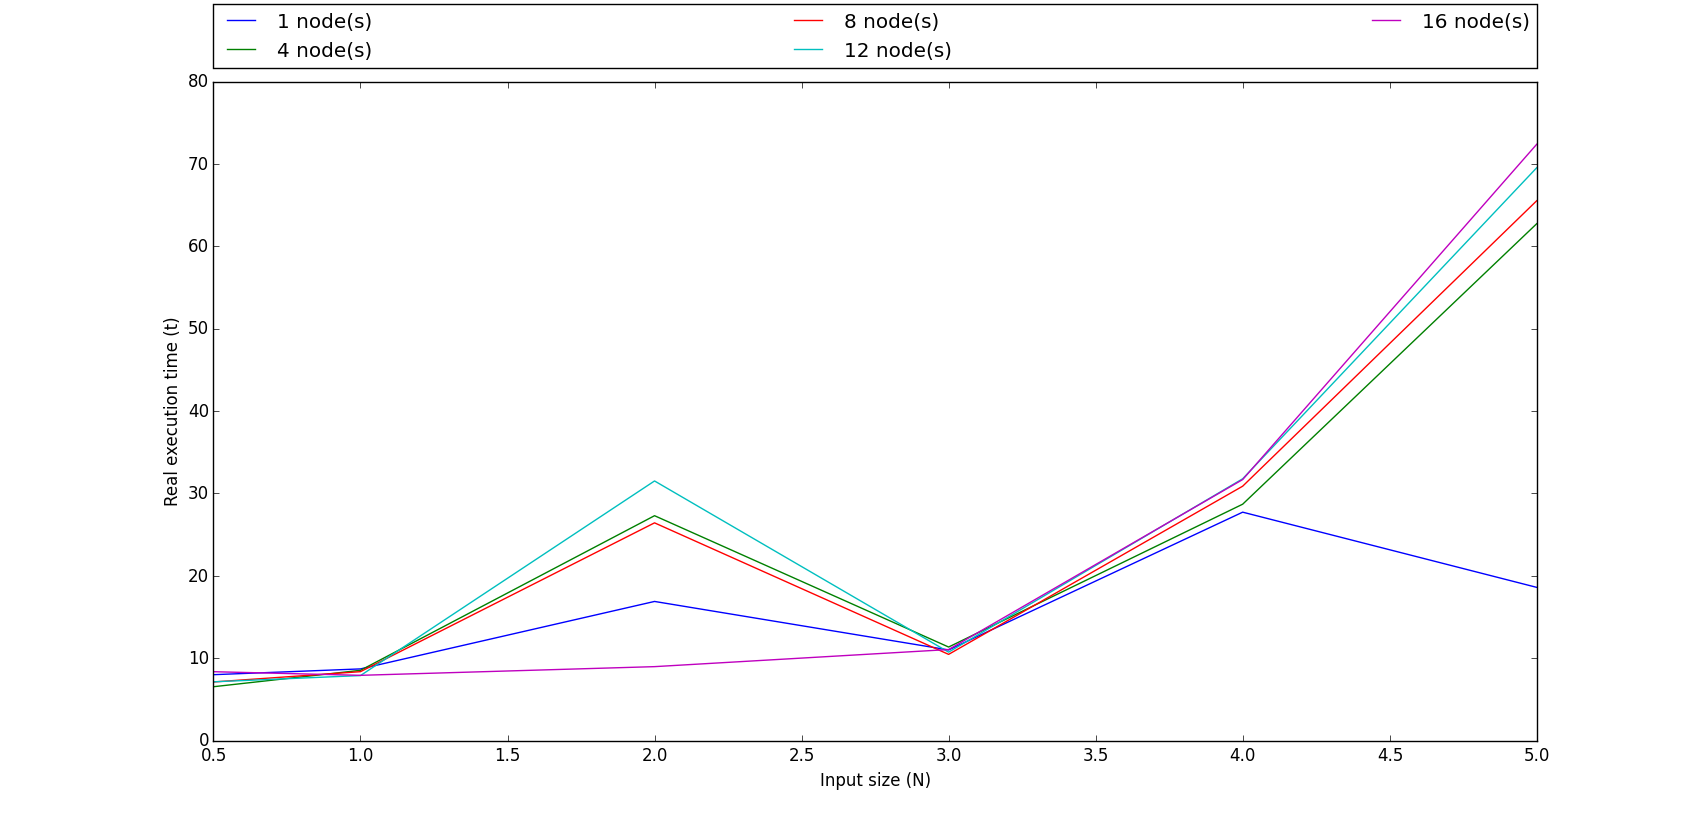 1 node(s) 8 node(s) 16 node(s)
4 node(s) 12 node(s)
80
70
60
50
40
30
20
10
0
Real execution time (t)
0.5 1.0 1.5 2.0 2.5 3.0 3.5 4.0 4.5 5.0
Input size (N)